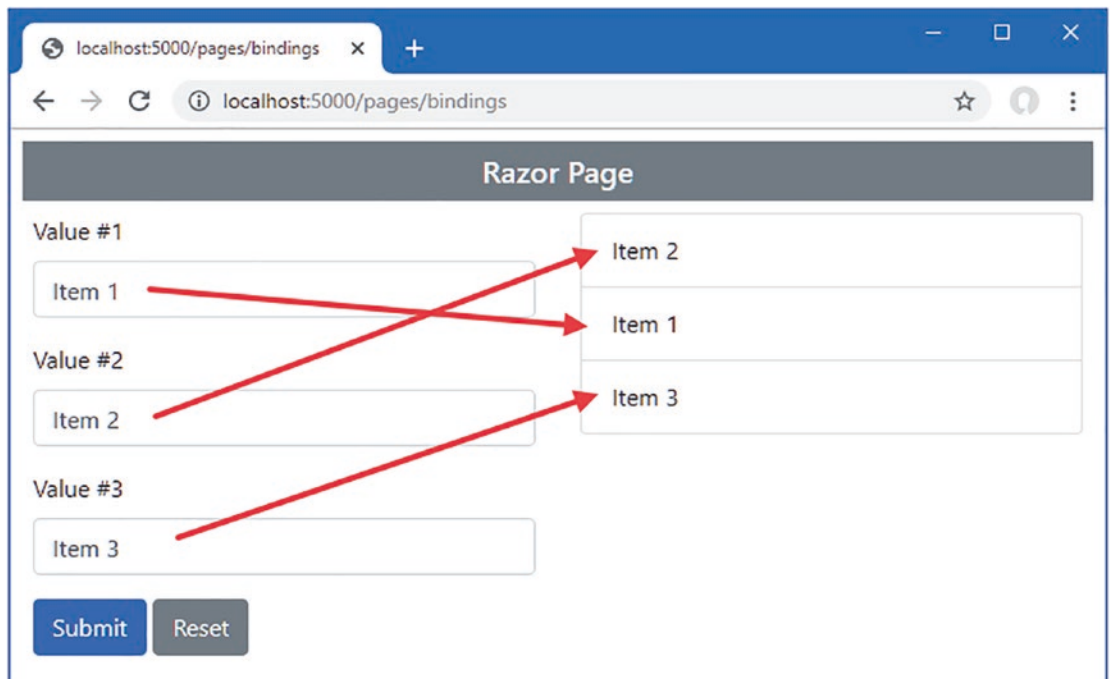 localhost:5000/pages/bindings
localhost:5000/pages/bindings
Razor Page
Value #1
Item 1
Value #2
Item 2
Value #3
Item 3
Submit
Reset
Item 2
Item 1
Item 3